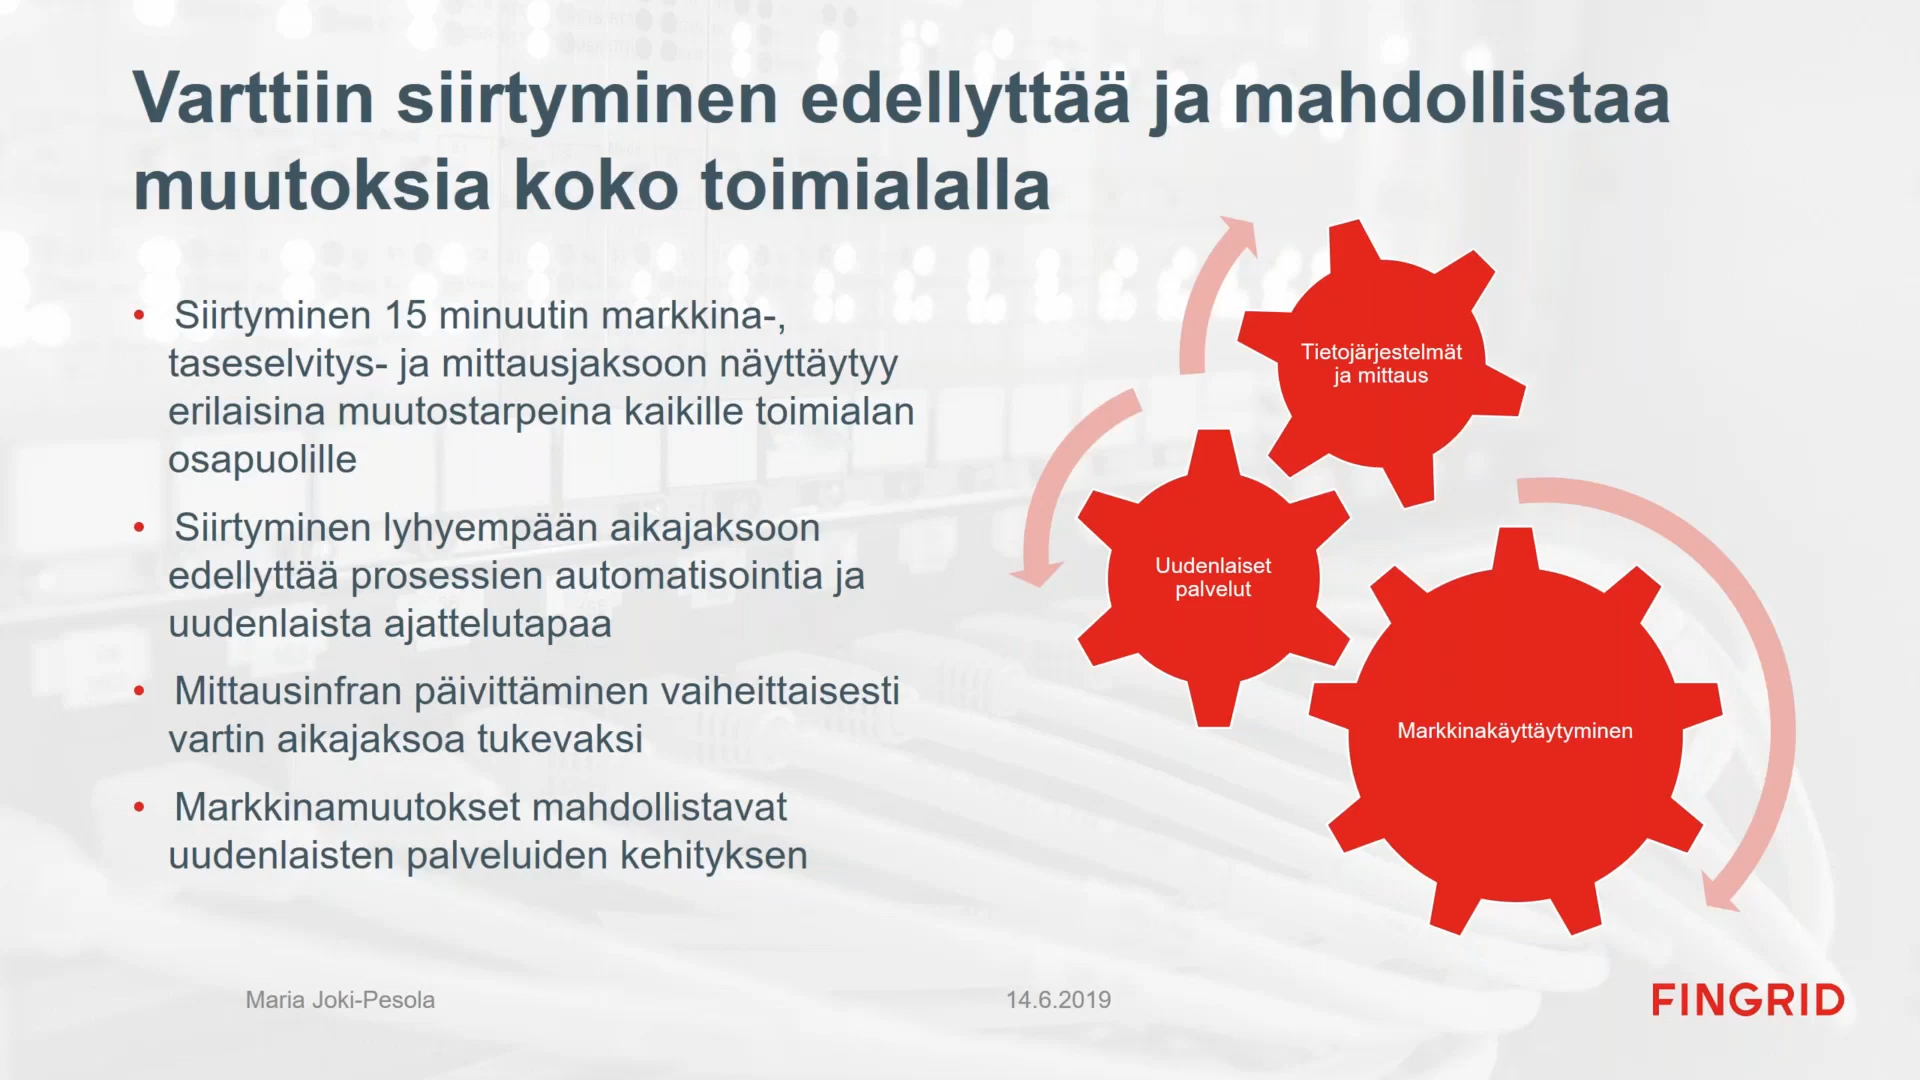 Varttiin siirtyminen edellyttää ja mahdollistaa
muutoksia koko toimialalla
• Siirtyminen 15 minuutin markkina-,
taseselvitys- ja mittausjaksoon näyttäytyy
erilaisina muutostarpeina kaikille toimialan
osapuolille
• Siirtyminen lyhyempään aikajaksoon
edellyttää prosessien automatisointia ja
uudenlaista ajattelutapaa
• Mittausinfran päivittäminen vaiheittaisesti
vartin aikajaksoa tukevaksi
• Markkinamuutokset mahdollistavat
uudenlaisten palveluiden kehityksen
Tietojärjestelmät
ja mittaus
Uudenlaiset
palvelut
Markkinakäyttäytyminen
Maria Joki-Pesola
14.6.2019
FINGRID